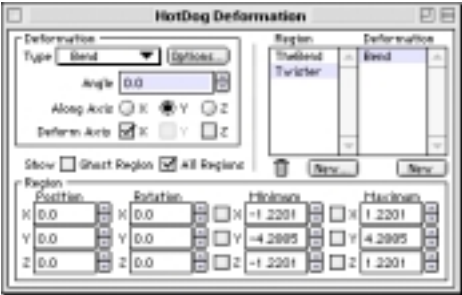 HotDog Deformation
Deformation
Type Bend Options...
Angle 0.0
Along Axis X Y Z
Deform Axis X Y Z
Show Ghost Region All Regions
Region Deformation
TheBend Bend
Twister
New... New...
Region
Position Rotation Minimum Maximum
X 0.0 X 0.0 X -1.2201 X 1.2201
Y 0.0 Y 0.0 Y -4.2885 Y 4.2885
Z 0.0 Z 0.0 Z -1.2201 Z 1.2201